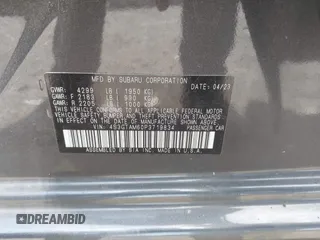 MFD. BY SUBARU CORPORATION DATE: 04/23
GVWR: 4299 LB ( 1950 KG)
GAWR: F 2183 LB ( 990 KG)
GAWR: R 2205 LB ( 1000 KG)
THIS VEHICLE CONFORMS TO ALL APPLICABLE
FEDERAL MOTOR VEHICLE SAFETY, BUMPER, AND
THEFT PREVENTION STANDARDS IN EFFECT ON THE
DATE OF MANUFACTURE SHOWN ABOVE.
VIN: 4S3GTAM60P3719834
PASSENGER CAR
ASSEMBLED BY S I A, INC. IN U.S.A.
DREAMBID